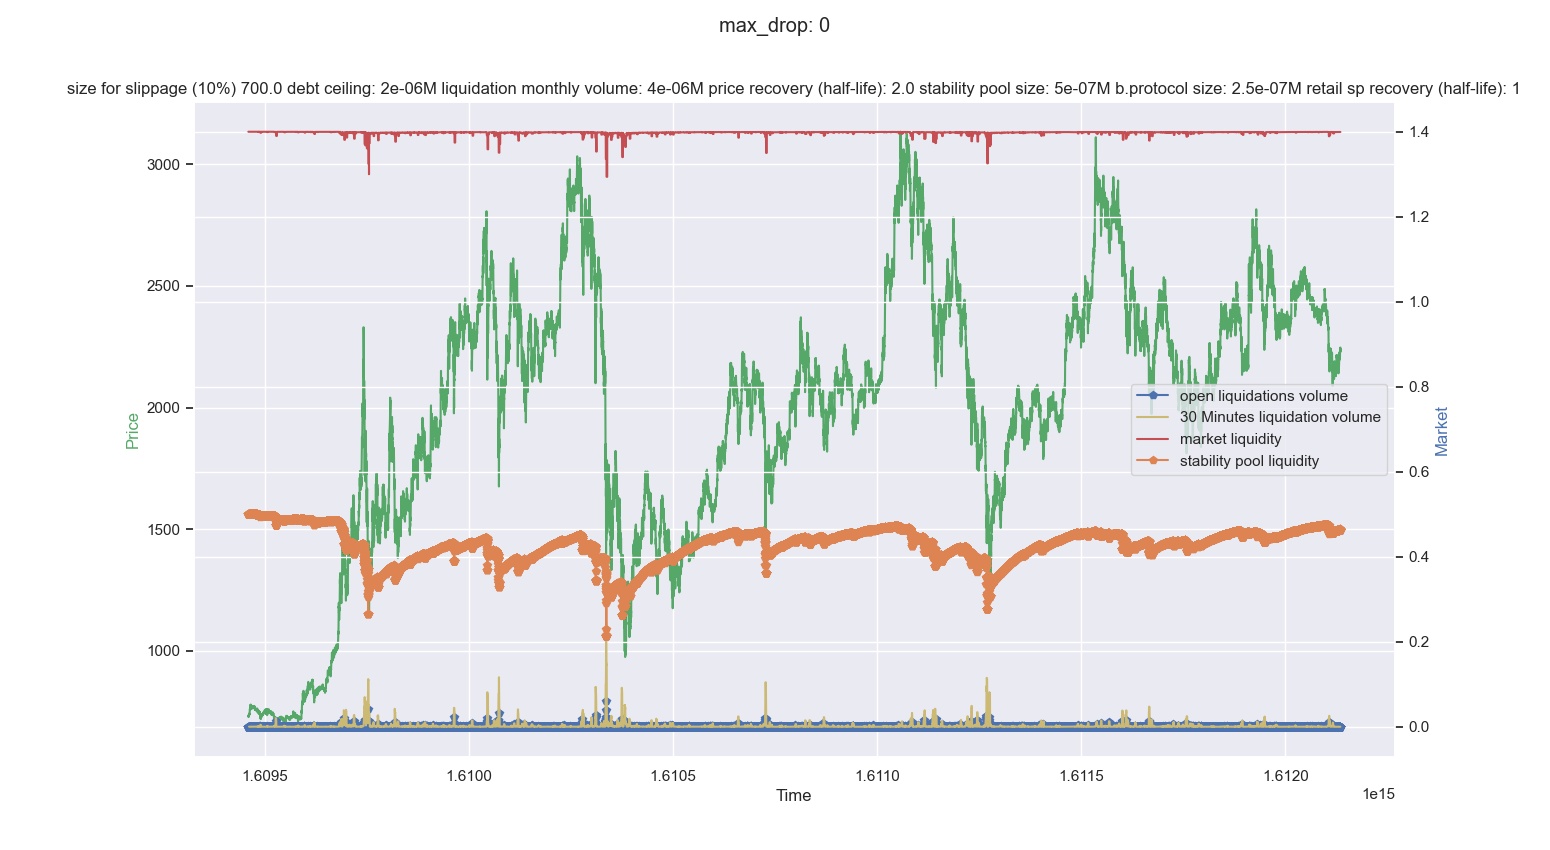 max_drop: 0
size for slippage (10%) 700.0 debt ceiling: 2e-06M liquidation monthly volume: 4e-06M price recovery (half-life): 2.0 stability pool size: 5e-07M b.protocol size: 2.5e-07M retail sp recovery (half-life): 1
3000
2500
2000
1500
1000
Price
1.4
1.2
1.0
0.8
0.6
0.4
0.2
0.0
Market
open liquidations volume
30 Minutes liquidation volume
market liquidity
stability pool liquidity
1.6095
1.6100
1.6105
1.6110
1.6115
1.6120
Time
1e15